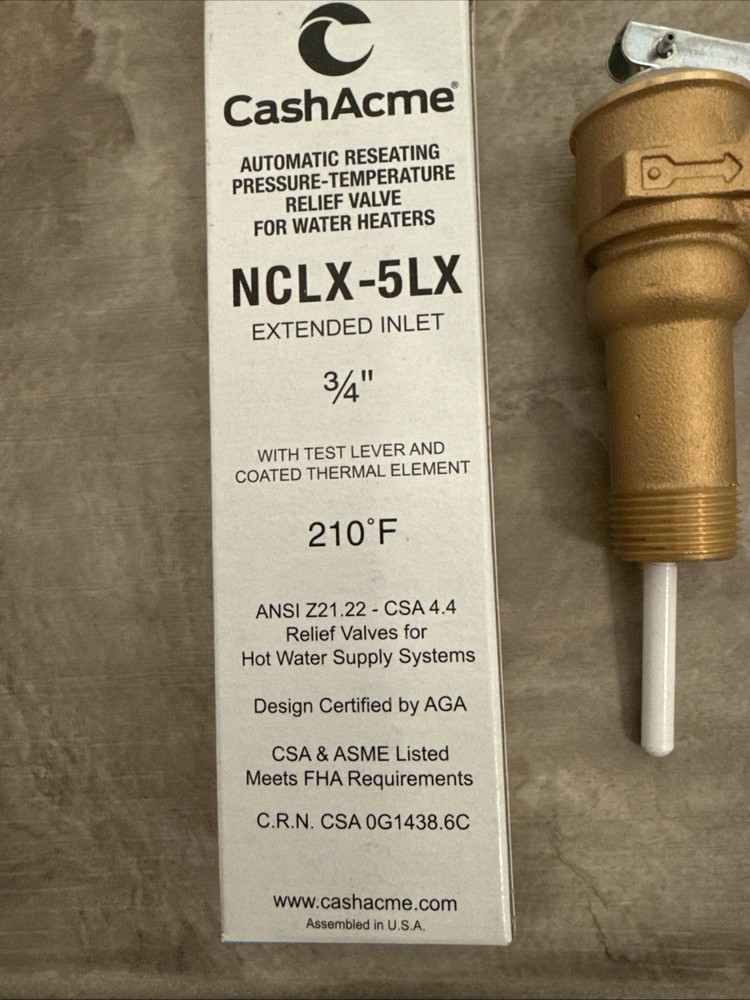 CashAcme®
AUTOMATIC RESEATING
PRESSURE-TEMPERATURE
RELIEF VALVE
FOR WATER HEATERS
NCLX-5LX
EXTENDED INLET
¾"
WITH TEST LEVER AND
COATED THERMAL ELEMENT
210°F
ANSI Z21.22 - CSA 4.4
Relief Valves for
Hot Water Supply Systems
Design Certified by AGA
CSA & ASME Listed
Meets FHA Requirements
C.R.N. CSA 0G1438.6C
www.cashacme.com
Assembled in U.S.A.